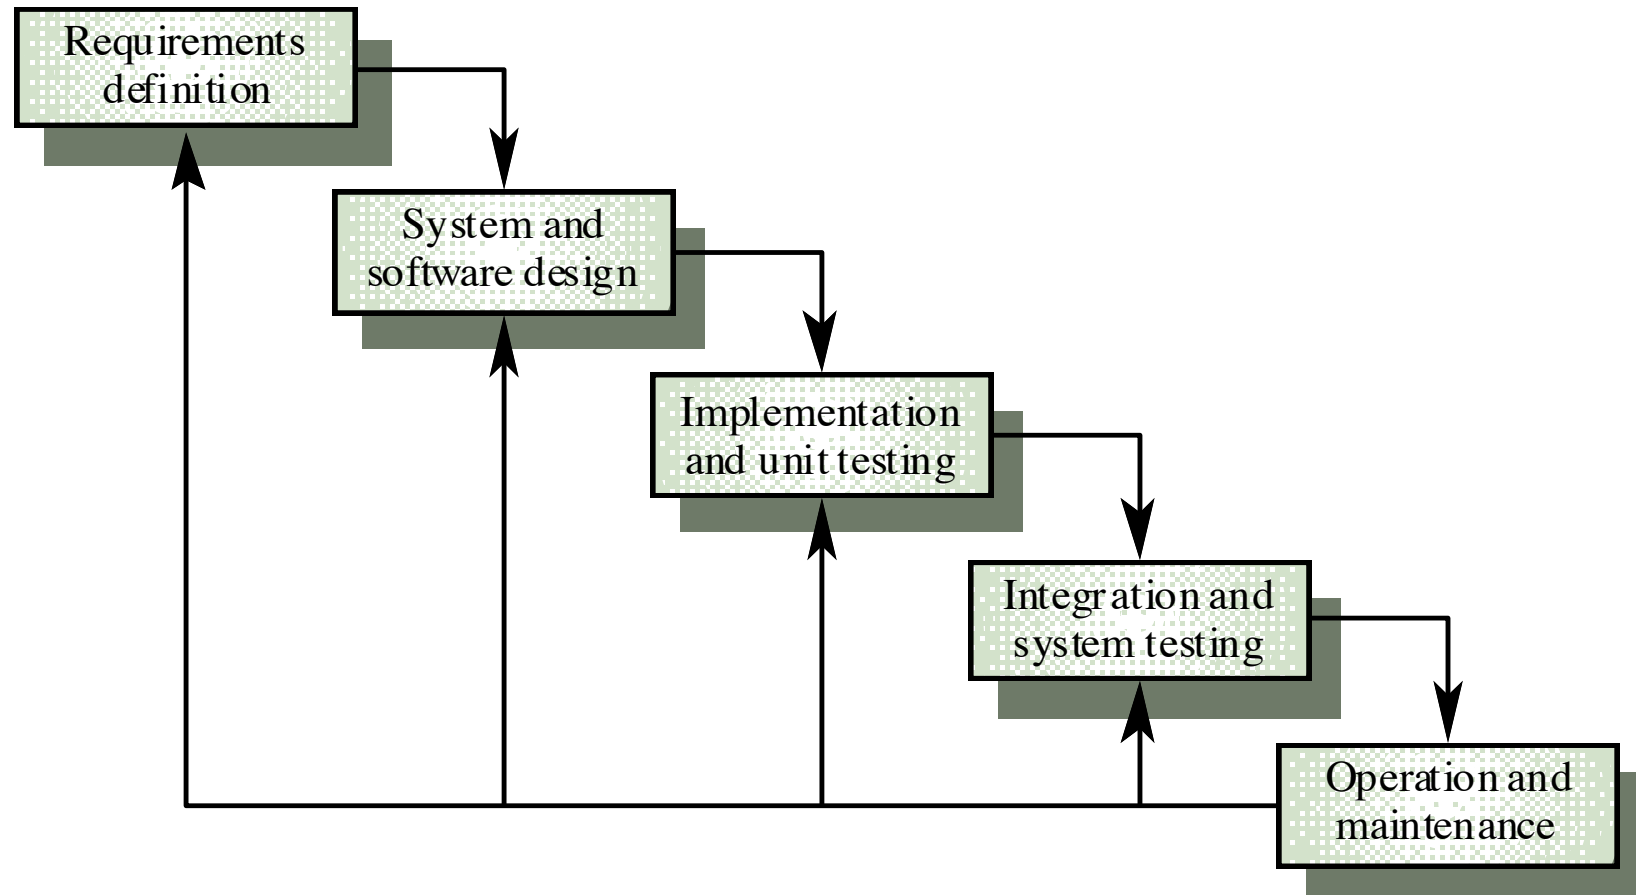 Requirements
definition
System and
software design
Implementation
and unit testing
Integration and
system testing
Operation and
maintenance